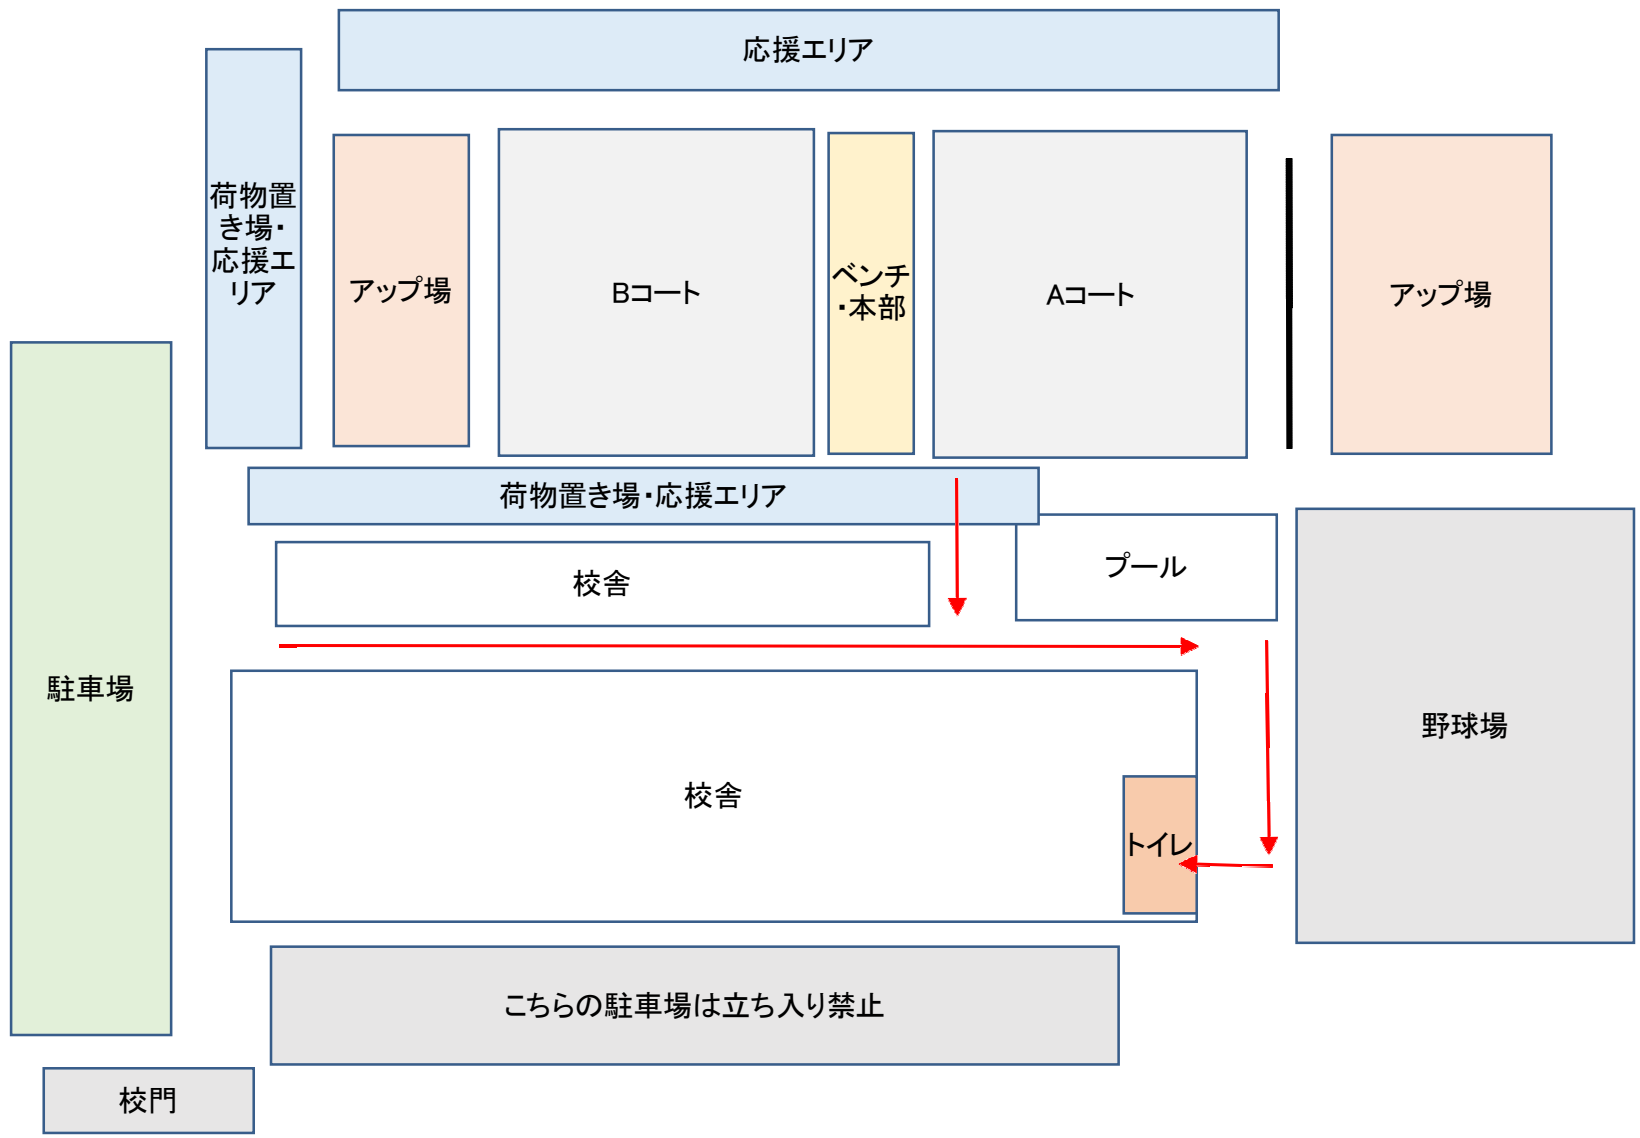 応援エリア
荷物置
き場・
応援エ
リア
アップ場
Bコート
ベンチ
・本部
Aコート
アップ場
荷物置き場・応援エリア
校舎
プール
駐車場
校舎
トイレ
野球場
こちらの駐車場は立ち入り禁止
校門